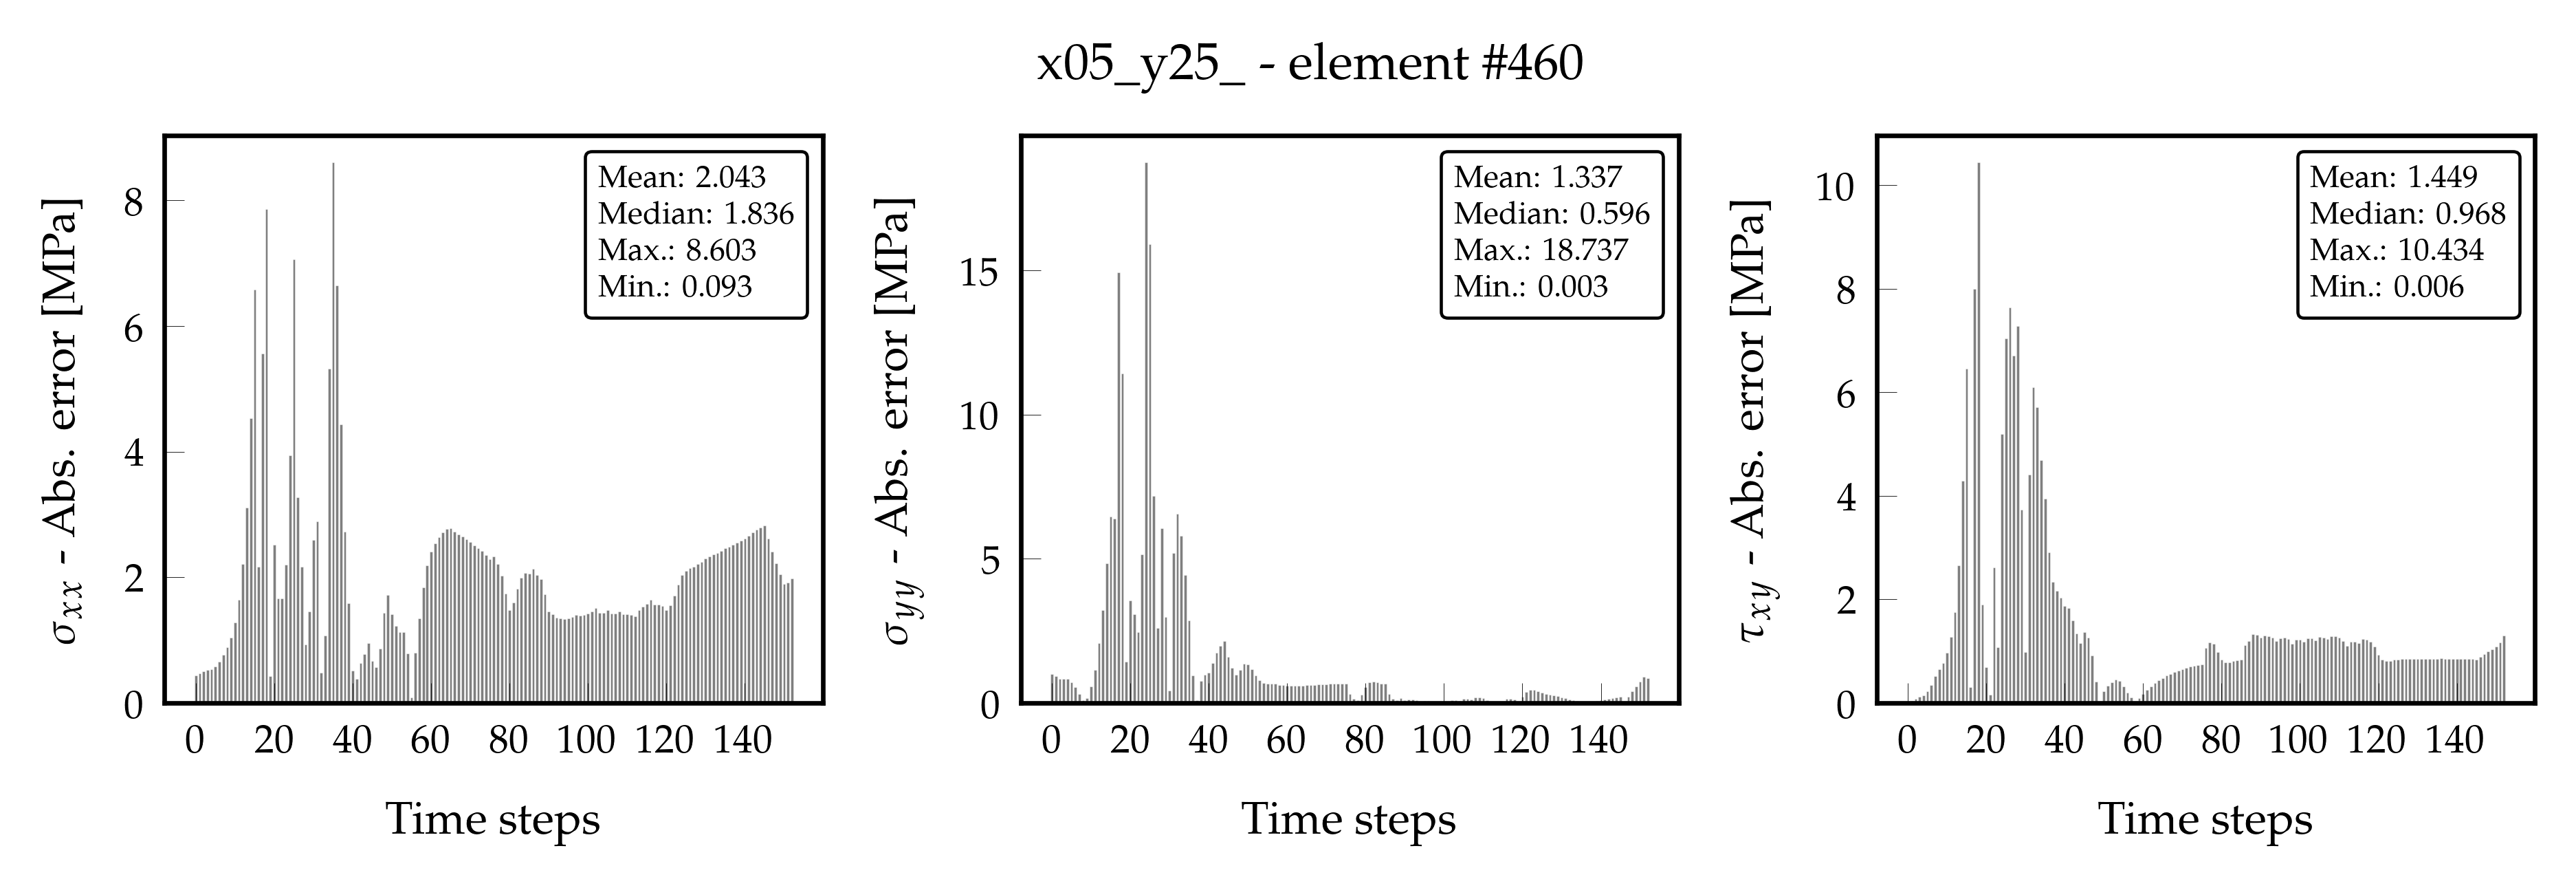 x05_y25_ - element #460
σxx - Abs. error [MPa]
8
6
4
2
0
Mean: 2.043
Median: 1.836
Max.: 8.603
Min.: 0.093
0 20 40 60 80 100 120 140
Time steps
σyy - Abs. error [MPa]
15
10
5
0
Mean: 1.337
Median: 0.596
Max.: 18.737
Min.: 0.003
0 20 40 60 80 100 120 140
Time steps
τxy - Abs. error [MPa]
10
8
6
4
2
0
Mean: 1.449
Median: 0.968
Max.: 10.434
Min.: 0.006
0 20 40 60 80 100 120 140
Time steps